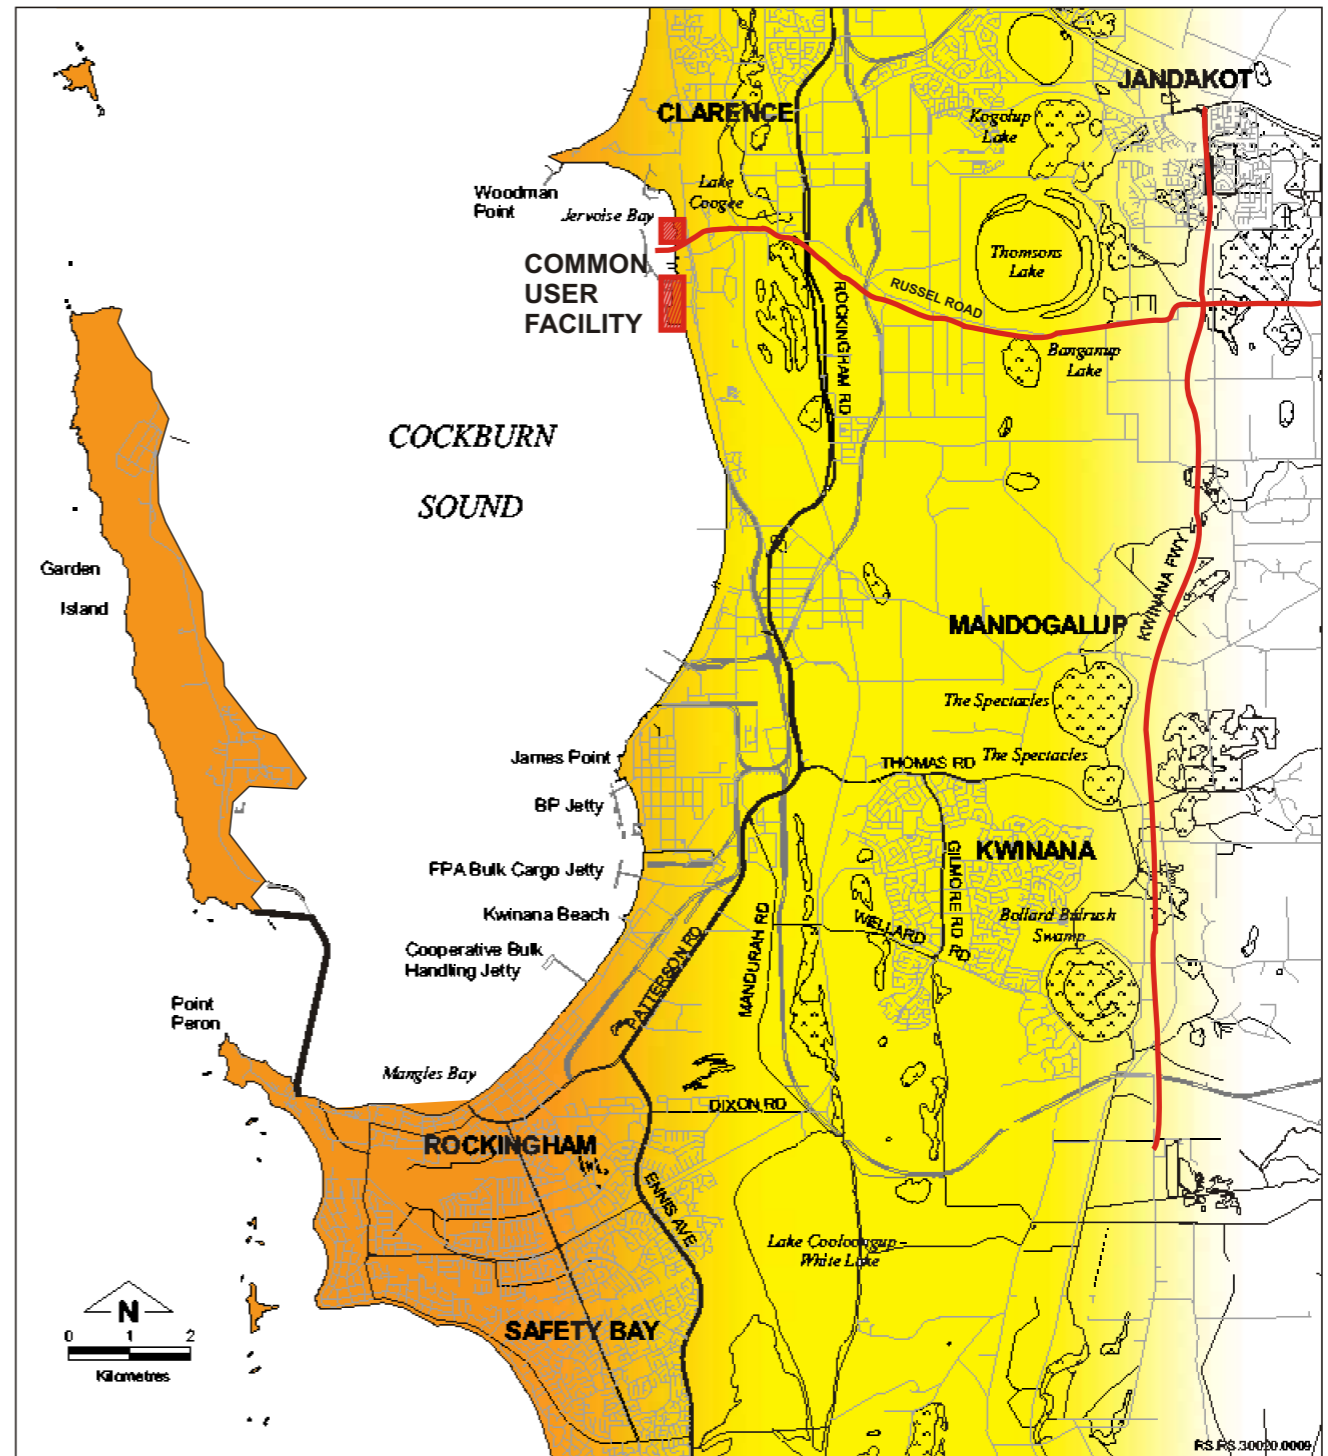 JANDAKOT
CLARENCE
Kogolup
Lake
Woodman
Point
Lake
Coogee
Jervoise Bay
Thomsons
Lake
COMMON
USER
FACILITY
RUSSEL ROAD
ROCKINGHAM RD
Banganup
Lake
COCKBURN
SOUND
Garden
Island
KWINANA FWY
MANDOGALUP
The Spectacles
The Spectacles
James Point
THOMAS RD
BP Jetty
KWINANA
GILMORE RD
FPA Bulk Cargo Jetty
Kwinana Beach
WELLARD
RD
Bollard Bulrush
Swamp
MANDURAH RD
PATTERSON RD
Cooperative Bulk
Handling Jetty
Point
Peron
Mangles Bay
DIXON RD
ROCKINGHAM
ENNIS AVE
Lake Cooloongup -
White Lake
SAFETY BAY
N
0 1 2
Kilometres
RS RS 30020.0009